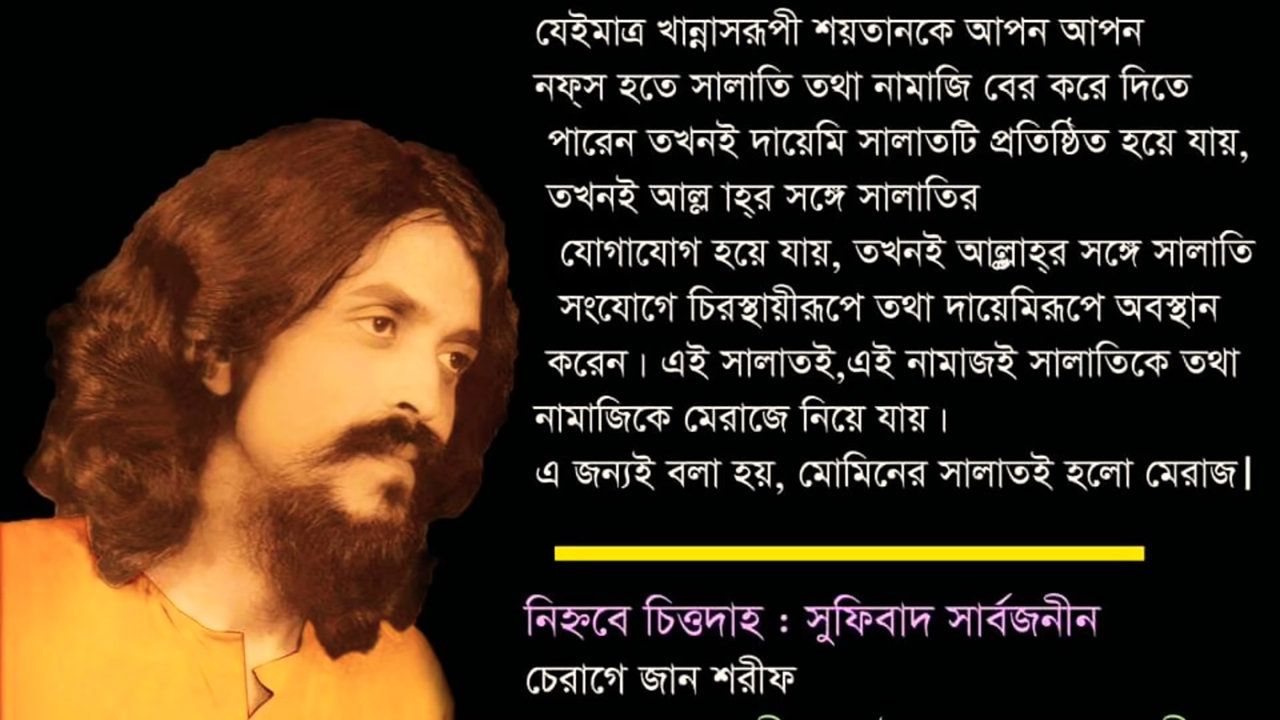 যেইমাত্র খান্নাসরূপী শয়তানকে আপন আপন
নফ্স হতে সালাতি তথা নামাজি বের করে দিতে
পারেন তখনই দায়েমি সালাতটি প্রতিষ্ঠিত হয়ে যায়,
তখনই আল্ল াহ্‌র সঙ্গে সালাতির
যোগাযোগ হয়ে যায়, তখনই আল্লাহ্‌র সঙ্গে সালাতি
সংযোগে চিরস্থায়ীরূপে তথা দায়েমিরূপে অবস্থান
করেন। এই সালাতই,এই নামাজই সালাতিকে তথা
নামাজিকে মেরাজে নিয়ে যায়।
এ জন্যই বলা হয়, মোমিনের সালাতই হলো মেরাজ|
নিহ্নবে চিত্তদাহ : সুফিবাদ সার্বজনীন
চেরাগে জান শরীফ